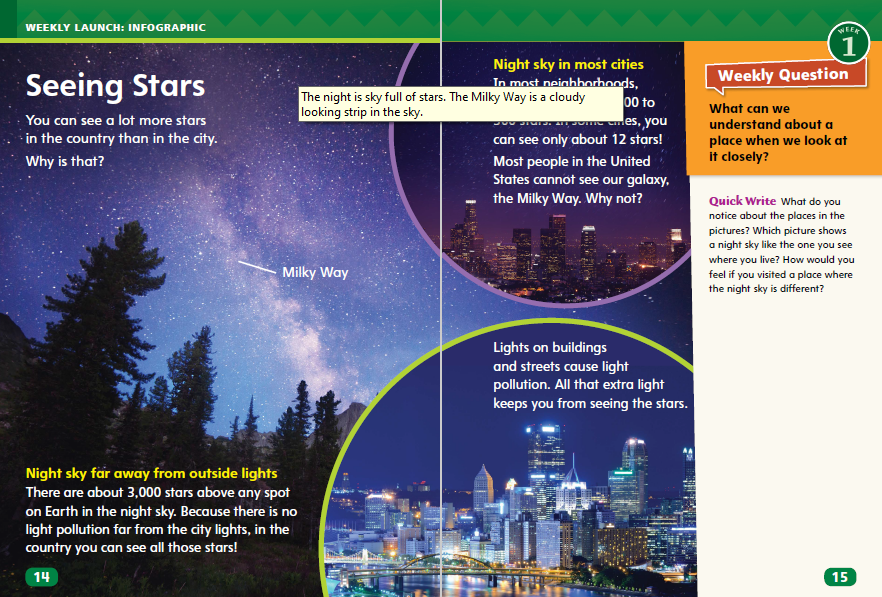 WEEKLY LAUNCH: INFOGRAPHIC
Seeing Stars
You can see a lot more stars
in the country than in the city.
Why is that?
Milky Way
Night sky far away from outside lights
There are about 3,000 stars above any spot
on Earth in the night sky. Because there is no
light pollution far from the city lights, in the
country you can see all those stars!
14
The night is sky full of stars. The Milky Way is a cloudy
looking strip in the sky.
Night sky in most cities
In most neighborhoods,
00 to
you
can see only about 12 stars!
Most people in the United
States cannot see our galaxy,
the Milky Way. Why not?
Lights on buildings
and streets cause light
pollution. All that extra light
keeps you from seeing the stars.
WEEK
1
Weekly Question
What can we
understand about a
place when we look at
it closely?
Quick Write What do you
notice about the places in the
pictures? Which picture shows
a night sky like the one you see
where you live? How would you
feel if you visited a place where
the night sky is different?
15